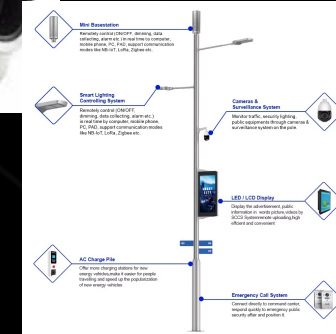 Mini Basestation
Remotely control (ON/OFF, dimming, data
collecting, alarm etc.) in real time by computer,
mobile phone, PC, PAD, support communication
modes like NB-IoT, LoRa, Zigbee etc.
Smart Lighting
Controlling System
Remotely control (ON/OFF,
dimming, data collecting, alarm etc.)
in real time by computer, mobile phone,
PC, PAD, support communication modes
like NB-IoT, LoRa, Zigbee etc.
Cameras &
Surveillance System
Monitor traffic, security lighting,
public equipments through cameras &
surveillance system on the pole.
LED / LCD Display
Display the advertisement, public
information in words picture,videos by
SCCS System remote uploading,high
efficient and convenient
AC Charge Pile
Offer more charging stations for new
energy vehicles,make it easier for people
travelling and speed up the popularization
of new energy vehicles
Emergency Call System
Connect directly to command center,
respond quickly to emergency public
security affair and position it.